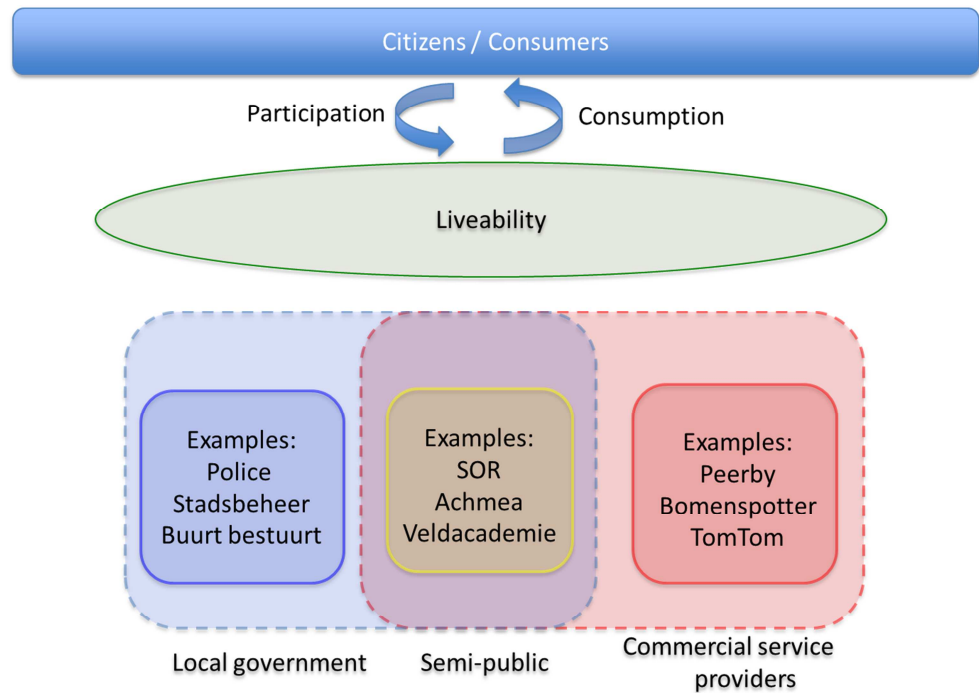 Citizens / Consumers
Participation
Consumption
Liveability
Examples:
Police
Stadsbeheer
Buurt bestuurt
Examples:
SOR
Achmea
Veldacademie
Examples:
Peerby
Bomenspotter
TomTom
Local government
Semi-public
Commercial service
providers